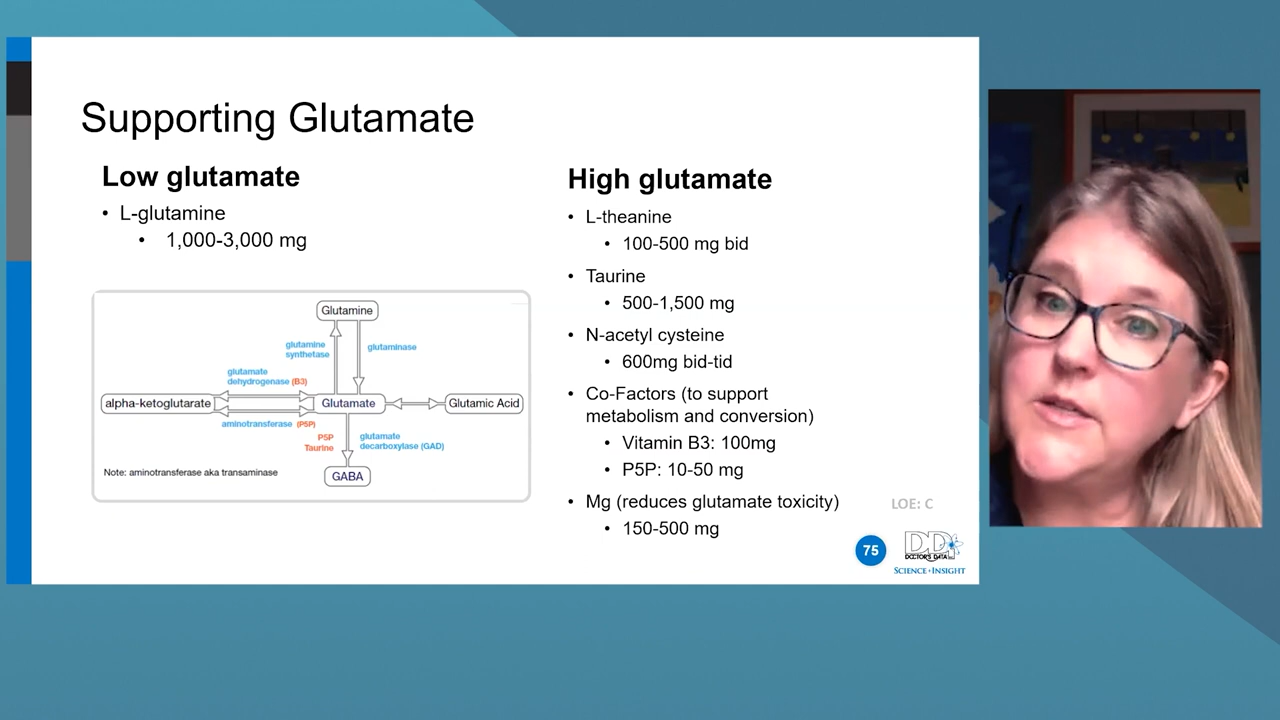 Supporting Glutamate
Low glutamate
• L-glutamine
• 1,000-3,000 mg
Glutamine
glutamine
synthetase
glutaminase
glutamate
dehydrogenase (B3)
alpha-ketoglutarate
Glutamate
Glutamic Acid
aminotransferase (P5P)
P5P
Taurine
glutamate
decarboxylase (GAD)
Note: aminotransferase aka transaminase
GABA
High glutamate
• L-theanine
• 100-500 mg bid
• Taurine
• 500-1,500 mg
• N-acetyl cysteine
• 600mg bid-tid
• Co-Factors (to support
metabolism and conversion)
• Vitamin B3: 100mg
• P5P: 10-50 mg
• Mg (reduces glutamate toxicity)
• 150-500 mg
LOE: C
75
DDI
DOCTOR'S DATA
SCIENCE + INSIGHT